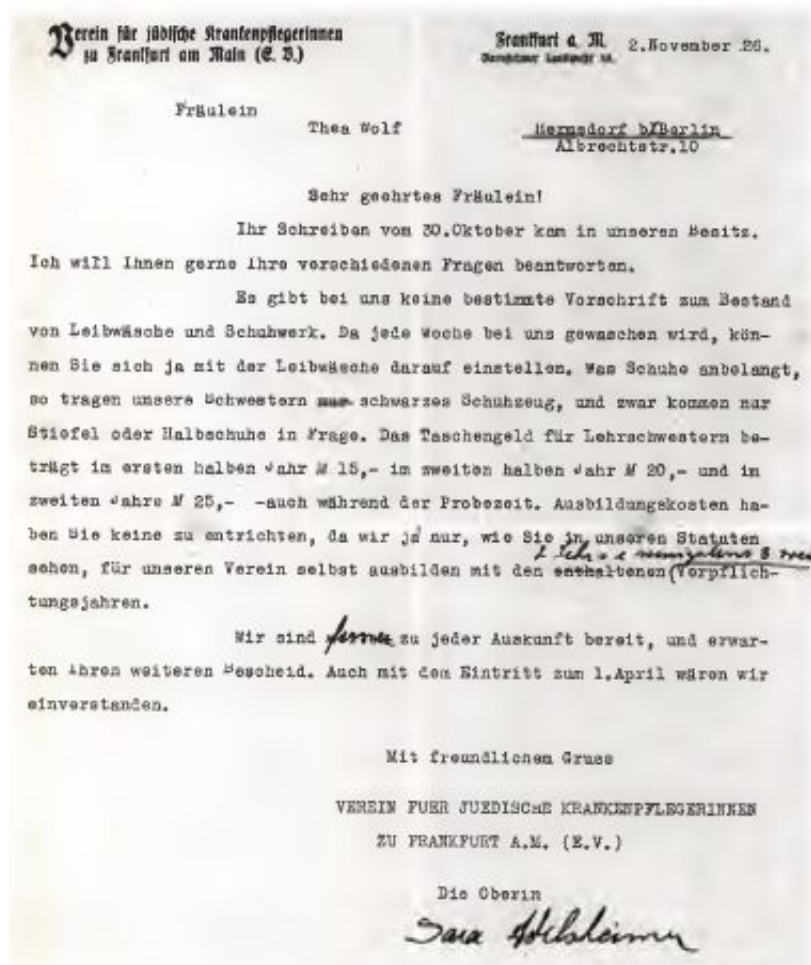 Verein für jüdische Krankenpflegerinnen
zu Frankfurt am Main (E. V.)
Frankfurt a. M. 2.November 26.
Fräulein
Thea Wolf
Hermsdorf b/Berlin
Albrechtstr.10
Sehr geehrtes Fräulein!
Ihr Schreiben vom 30.Oktober kam in unseren Besitz.
Ich will Ihnen gerne Ihre verschiedenen Fragen beantworten.
Es gibt bei uns keine bestimmte Vorschrift zum Bestand
von Leibwäsche und Schuhwerk. Da jede Woche bei uns gewaschen wird, kön-
nen Sie sich ja mit der Leibwäsche darauf einstellen. Was Schuhe anbelangt,
so tragen unsere Schwestern nur schwarzes Schuhzeug, und zwar kommen nur
Stiefel oder Halbschuhe in Frage. Das Taschengeld für Lehrschwestern be-
trägt im ersten halben Jahr M 15,- im zweiten halben Jahr M 20,- und im
zweiten Jahre M 25,- -auch während der Probezeit. Ausbildungskosten ha-
ben Sie keine zu entrichten, da wir ja nur, wie Sie in unseren Statuten
sehen, für unseren Verein selbst ausbilden mit den enthaltenen (Verpflich-
tungsjahren.
Wir sind ferner zu jeder Auskunft bereit, und erwar-
ten Ihren weiteren Bescheid. Auch mit dem Eintritt zum 1.April wären wir
einverstanden.
Mit freundlichem Gruss
VEREIN FUER JUEDISCHE KRANKENPFLEGERINNEN
ZU FRANKFURT A.M. (E.V.)
Die Oberin
Sara Adelsheimer